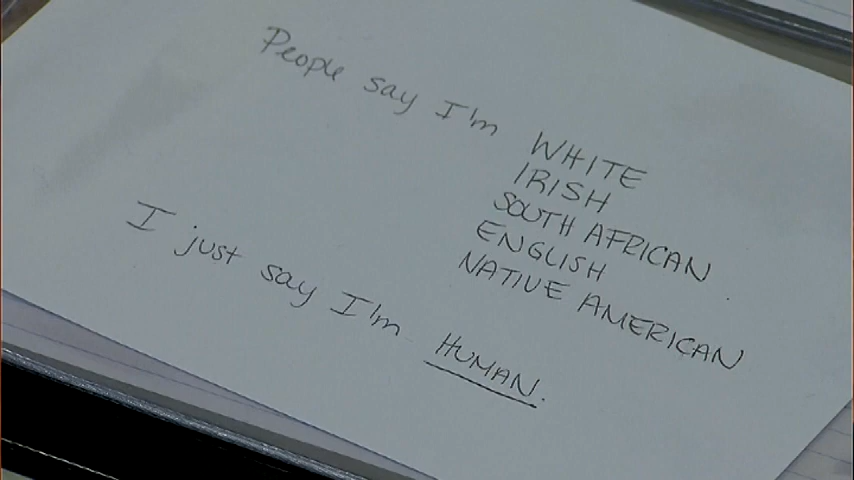 People say I'm WHITE
IRISH
SOUTH AFRICAN
ENGLISH
NATIVE AMERICAN
I just say I'm HUMAN.